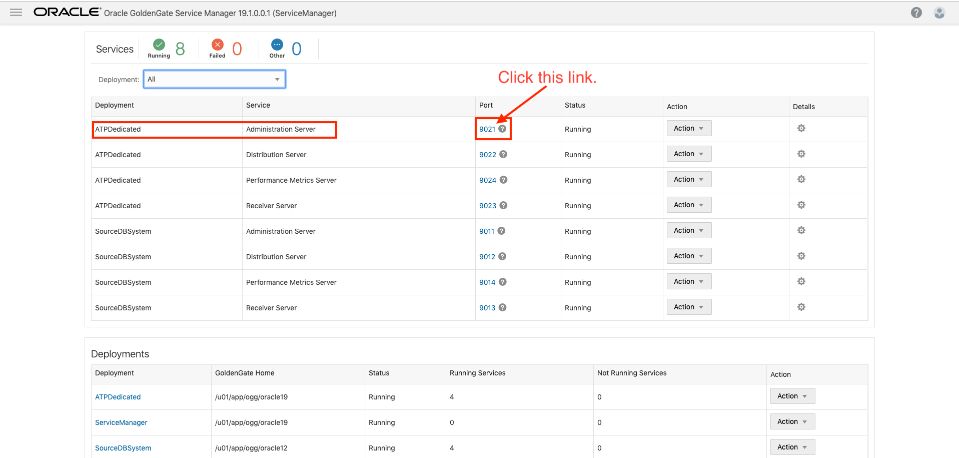 ORACLE® Oracle GoldenGate Service Manager 19.1.0.0.1 (ServiceManager)
Services Running 8 Failed 0 Other 0
Deployment: All
Click this link.
Deployment Service Port Status Action Details
ATPDedicated Administration Server 9021 Running Action
ATPDedicated Distribution Server 9022 Running Action
ATPDedicated Performance Metrics Server 9024 Running Action
ATPDedicated Receiver Server 9023 Running Action
SourceDBSystem Administration Server 9011 Running Action
SourceDBSystem Distribution Server 9012 Running Action
SourceDBSystem Performance Metrics Server 9014 Running Action
SourceDBSystem Receiver Server 9013 Running Action
Deployments
Deployment GoldenGate Home Status Running Services Not Running Services Action
ATPDedicated /u01/app/ogg/oracle19 Running 4 0 Action
ServiceManager /u01/app/ogg/oracle19 Running 0 0 Action
SourceDBSystem /u01/app/ogg/oracle12 Running 4 0 Action